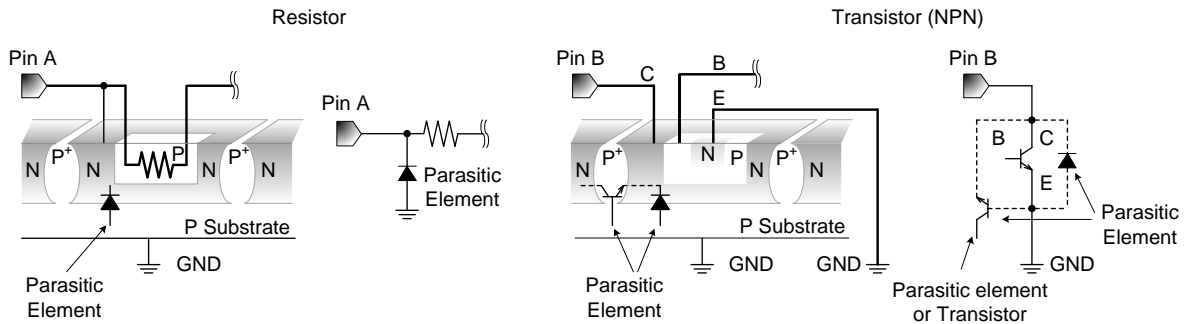 Resistor
Transistor (NPN)
Pin A
Pin B
C
B
E
Pin B
Pin A
N
P+
N
P
N
P+
N
Parasitic
Element
P Substrate
GND
Parasitic
Element
N
P+
N
N
P
N
P+
N
P Substrate
GND
GND
Parasitic
Element
B
C
E
Parasitic
Element
GND
Parasitic element
or Transistor